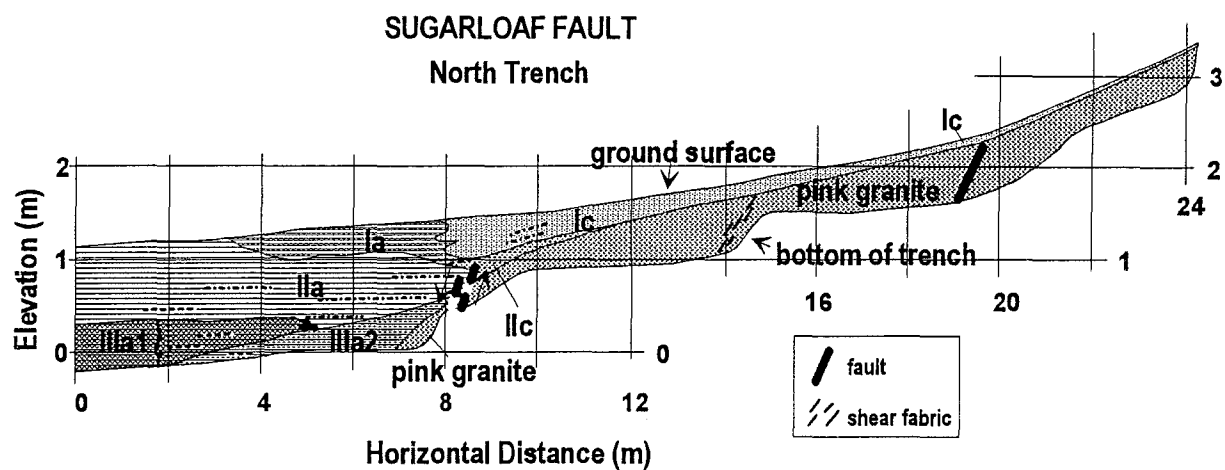 SUGARLOAF FAULT
North Trench
3
Ic
ground surface
2
pink granite
2
24
Ia
Ic
Elevation (m)
1
bottom of trench
1
IIa
16
20
IIIa1
IIIa2
IIc
0
0
pink granite
0
4
8
12
fault
shear fabric
Horizontal Distance (m)